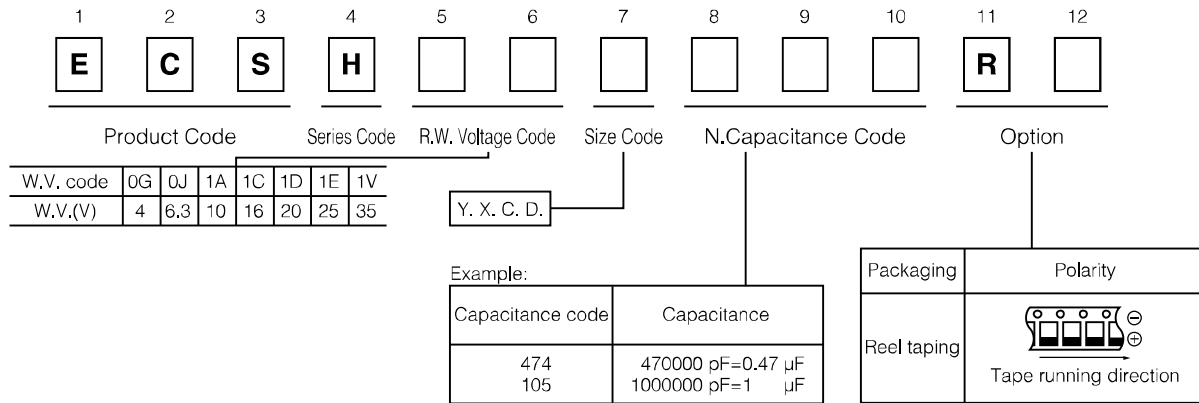 1 2 3 4 5 6 7 8 9 10 11 12
E C S H R
Product Code Series Code R.W. Voltage Code Size Code N.Capacitance Code Option
W.V. code 0G 0J 1A 1C 1D 1E 1V
W.V.(V) 4 6.3 10 16 20 25 35
Y. X. C. D.
Example:
Capacitance code Capacitance
474 470000 pF=0.47 µF
105 1000000 pF=1 µF
Packaging Polarity
Reel taping ⊖ ⊕
Tape running direction